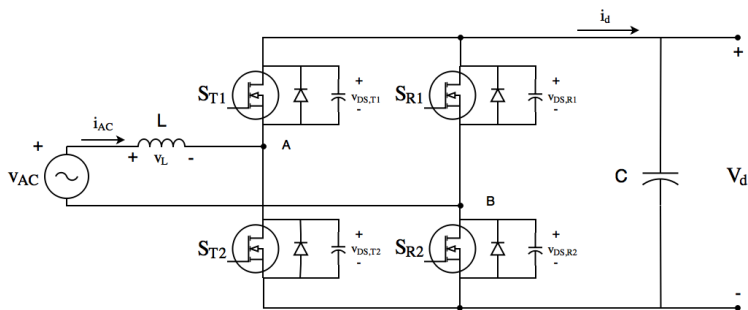 i_d
+
S_T1
+
v_DS,T1
-
S_R1
+
v_DS,R1
-
i_AC
L
+
+ v_L -
A
v_AC
-
B
C
V_d
S_T2
+
v_DS,T2
-
S_R2
+
v_DS,R2
-
-